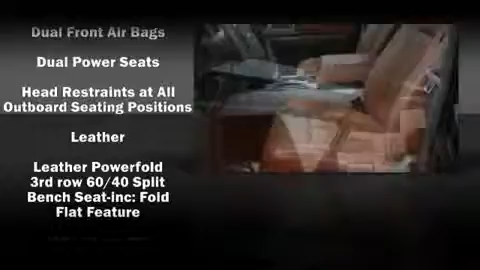 Dual Front Air Bags
Dual Power Seats
Head Restraints at All
Outboard Seating Positions
Leather
Leather Powerfold
3rd row 60/40 Split
Bench Seat-inc: Fold
Flat Feature